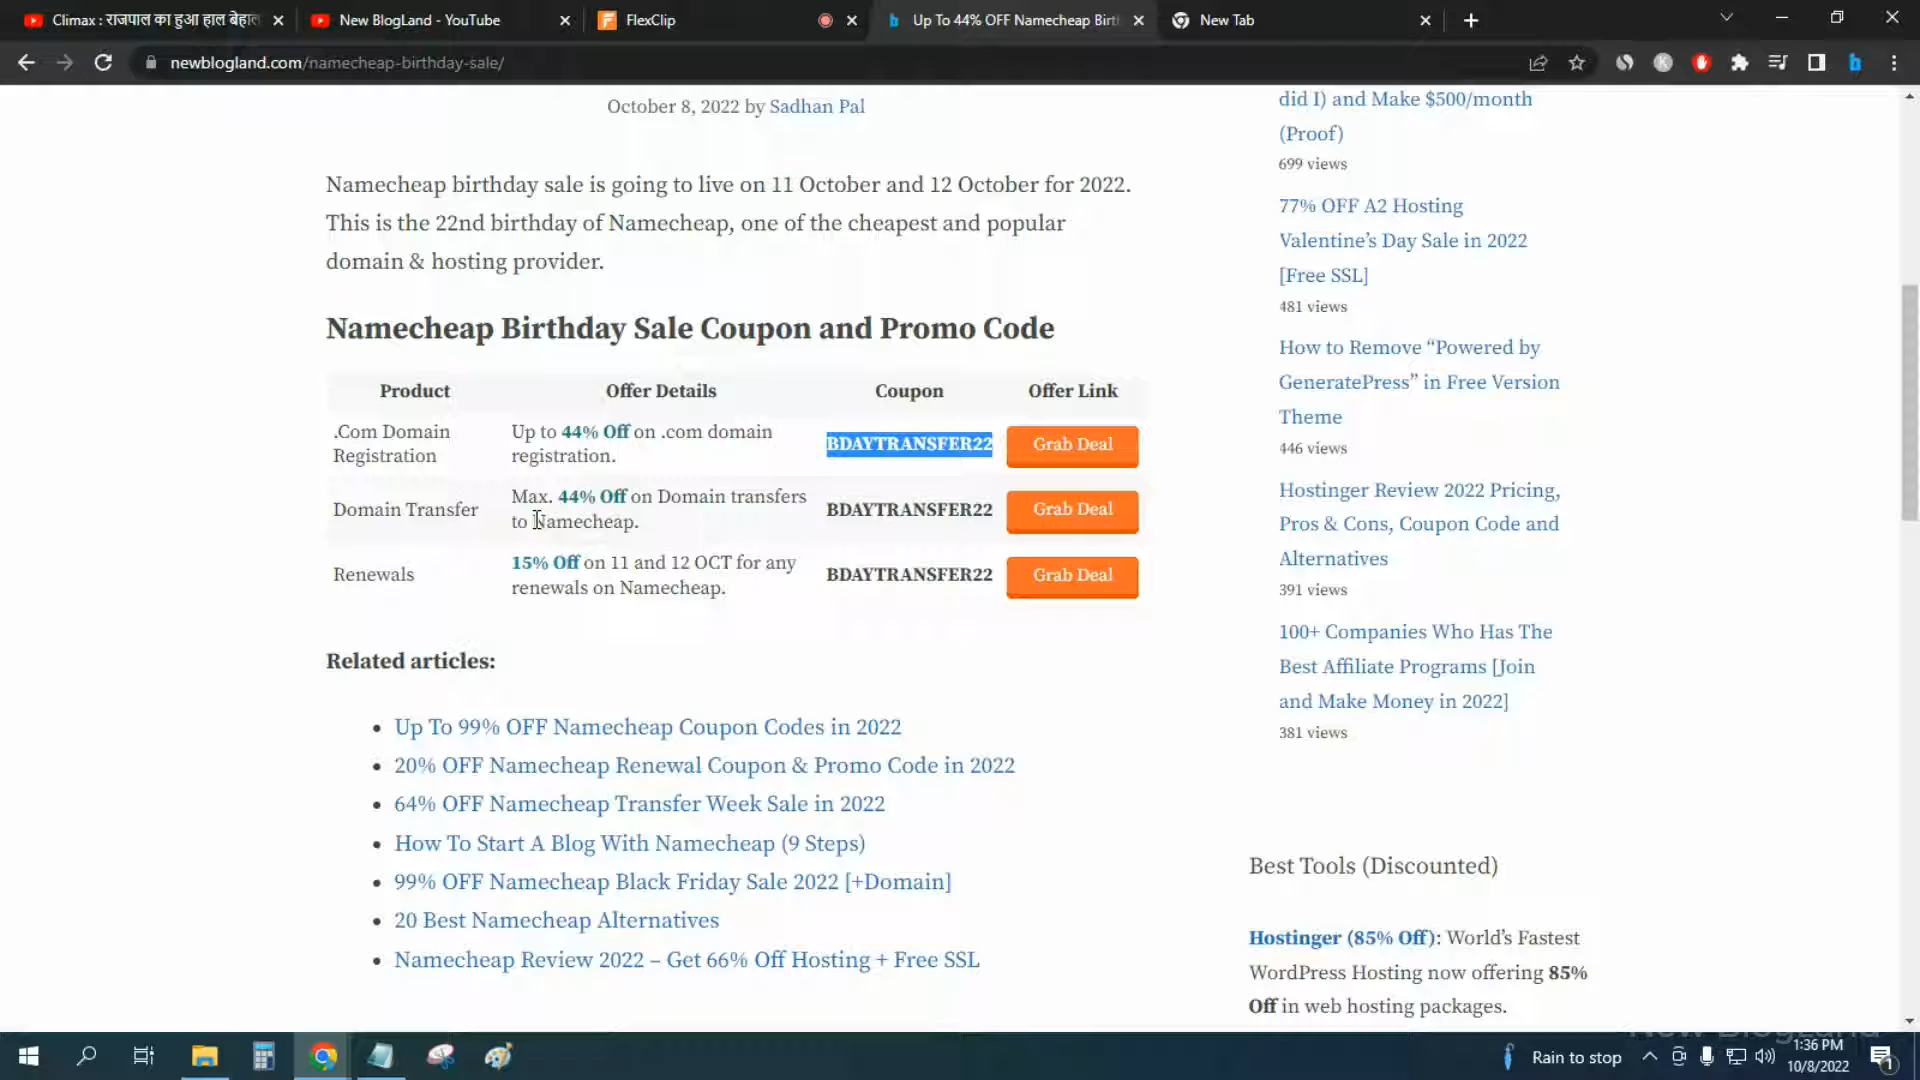 Climax : राजपाल का हुआ हाल बेहाल
New BlogLand - YouTube
FlexClip
Up To 44% OFF Namecheap Birt
New Tab
newblogland.com/namecheap-birthday-sale/
October 8, 2022 by Sadhan Pal
Namecheap birthday sale is going to live on 11 October and 12 October for 2022.
This is the 22nd birthday of Namecheap, one of the cheapest and popular
domain & hosting provider.
Namecheap Birthday Sale Coupon and Promo Code
Product Offer Details Coupon Offer Link
.Com Domain
Registration
Up to 44% Off on .com domain
registration.
BDAYTRANSFER22
Grab Deal
Domain Transfer
Max. 44% Off on Domain transfers
to Namecheap.
BDAYTRANSFER22
Grab Deal
Renewals
15% Off on 11 and 12 OCT for any
renewals on Namecheap.
BDAYTRANSFER22
Grab Deal
Related articles:
Up To 99% OFF Namecheap Coupon Codes in 2022
20% OFF Namecheap Renewal Coupon & Promo Code in 2022
64% OFF Namecheap Transfer Week Sale in 2022
How To Start A Blog With Namecheap (9 Steps)
99% OFF Namecheap Black Friday Sale 2022 [+Domain]
20 Best Namecheap Alternatives
Namecheap Review 2022 – Get 66% Off Hosting + Free SSL
did I) and Make $500/month
(Proof)
699 views
77% OFF A2 Hosting
Valentine’s Day Sale in 2022
[Free SSL]
481 views
How to Remove “Powered by
GeneratePress” in Free Version
Theme
446 views
Hostinger Review 2022 Pricing,
Pros & Cons, Coupon Code and
Alternatives
391 views
100+ Companies Who Has The
Best Affiliate Programs [Join
and Make Money in 2022]
381 views
Best Tools (Discounted)
Hostinger (85% Off): World’s Fastest
WordPress Hosting now offering 85%
Off in web hosting packages.
New BlogLand
Rain to stop
1:36 PM
10/8/2022
1